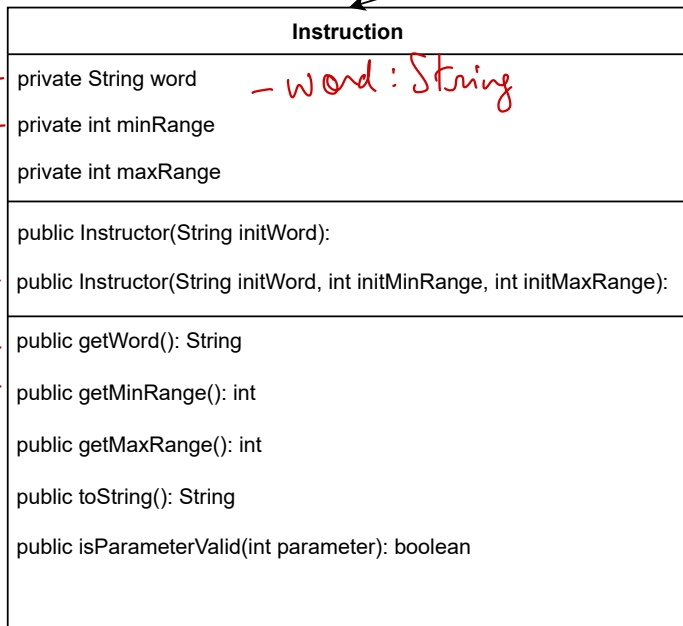 Instruction
private String word
- word : String
private int minRange
private int maxRange
public Instructor(String initWord):
public Instructor(String initWord, int initMinRange, int initMaxRange):
public getWord(): String
public getMinRange(): int
public getMaxRange(): int
public toString(): String
public isParameterValid(int parameter): boolean